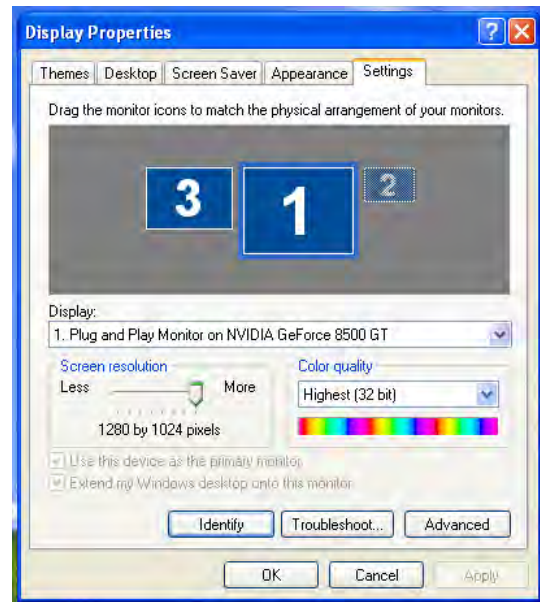 Display Properties
Themes Desktop Screen Saver Appearance Settings
Drag the monitor icons to match the physical arrangement of your monitors.
3 1 2
Display:
1. Plug and Play Monitor on NVIDIA GeForce 8500 GT
Screen resolution Color quality
Less More Highest (32 bit)
1280 by 1024 pixels
Use this device as the primary monitor.
Extend my Windows desktop onto this monitor.
Identify Troubleshoot... Advanced
OK Cancel Apply